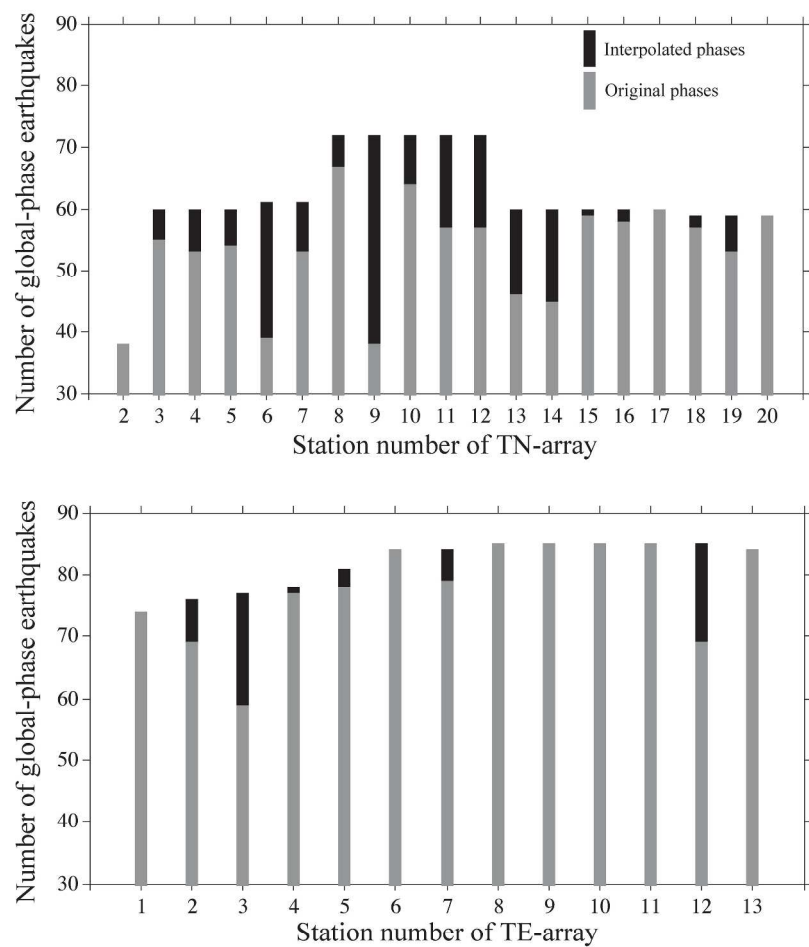 90
80
70
60
50
40
30
Number of global-phase earthquakes
Interpolated phases
Original phases
2 3 4 5 6 7 8 9 10 11 12 13 14 15 16 17 18 19 20
Station number of TN-array
90
80
70
60
50
40
30
Number of global-phase earthquakes
1 2 3 4 5 6 7 8 9 10 11 12 13
Station number of TE-array